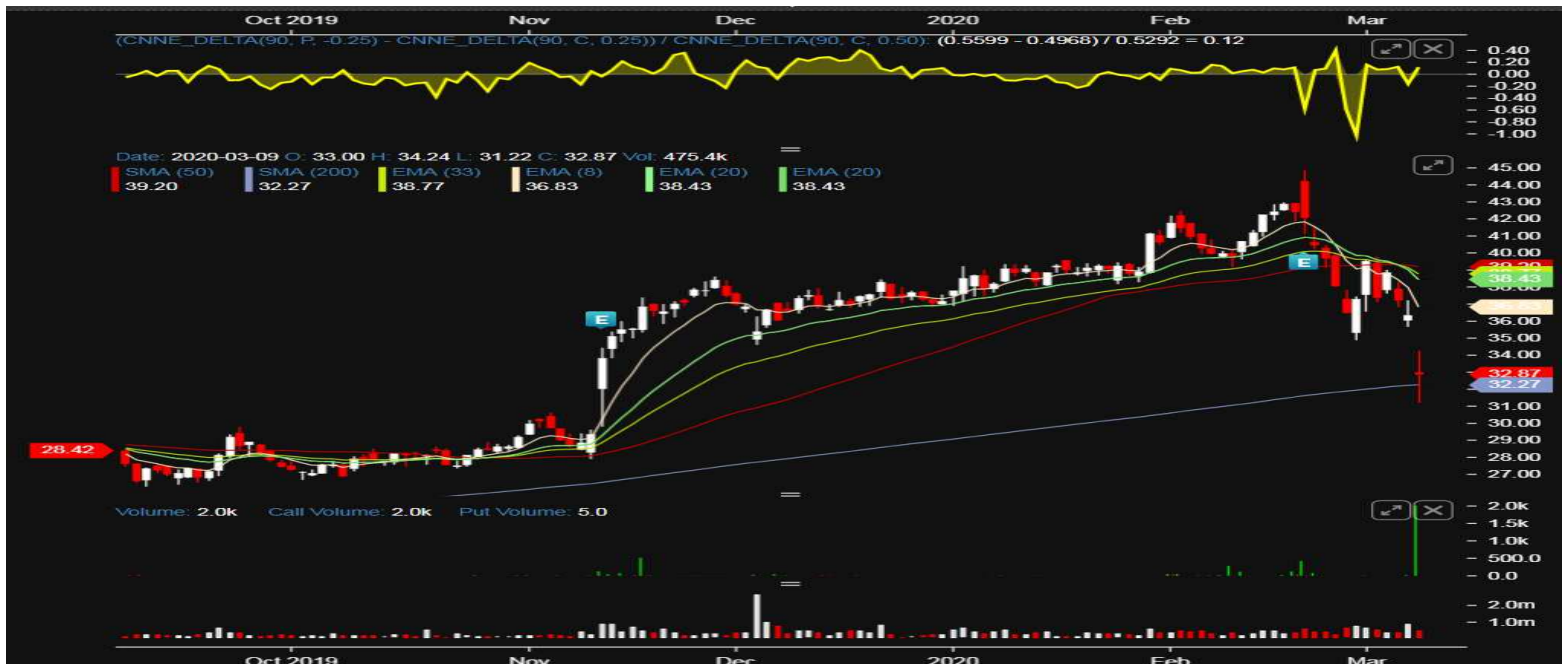 Oct 2019 Nov Dec 2020 Feb Mar
(CNNE_DELTA(90, P, -0.25) - CNNE_DELTA(90, C, 0.25)) / CNNE_DELTA(90, C, 0.50): (0.5599 - 0.4968) / 0.5292 = 0.12
0.40
0.20
0.00
-0.20
-0.40
-0.60
-0.80
-1.00
Date: 2020-03-09 O: 33.00 H: 34.24 L: 31.22 C: 32.87 Vol: 475.4k
SMA (50) SMA (200) EMA (33) EMA (8) EMA (20) EMA (20)
39.20 32.27 38.77 36.83 38.43 38.43
45.00
44.00
43.00
42.00
41.00
40.00
39.20
38.43
38.00
36.83
36.00
E
E
34.00
32.87
32.27
31.00
30.00
29.00
28.42
28.00
27.00
Volume: 2.0k Call Volume: 2.0k Put Volume: 5.0
2.0k
1.5k
1.0k
500.0
0.0
2.0m
1.0m
Oct 2019 Nov Dec 2020 Feb Mar